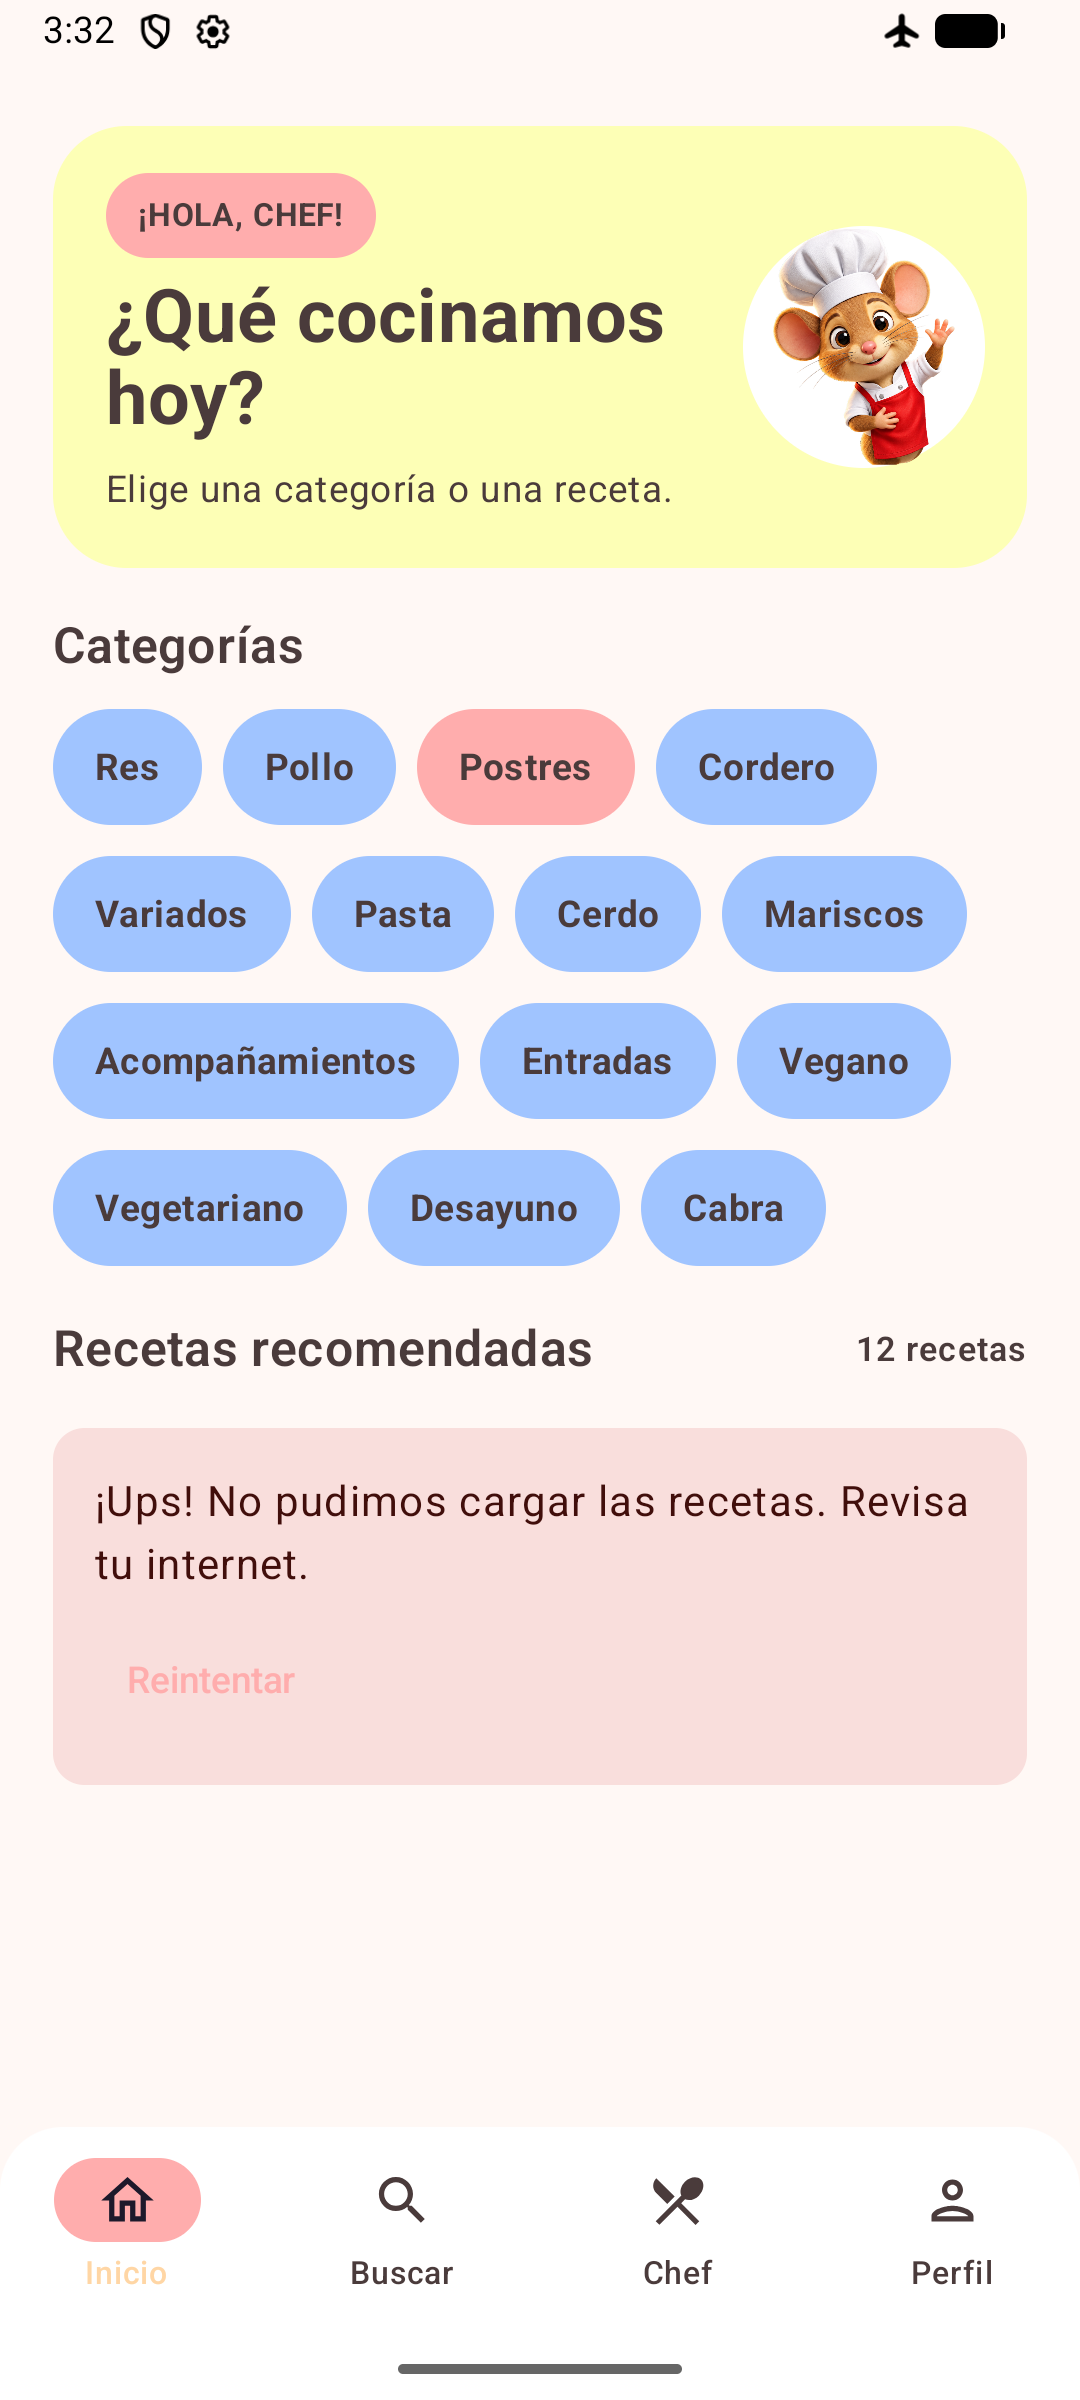 3:32
¡HOLA, CHEF!
¿Qué cocinamos
hoy?
Elige una categoría o una receta.
Categorías
Res
Pollo
Postres
Cordero
Variados
Pasta
Cerdo
Mariscos
Acompañamientos
Entradas
Vegano
Vegetariano
Desayuno
Cabra
Recetas recomendadas
12 recetas
¡Ups! No pudimos cargar las recetas. Revisa
tu internet.
Reintentar
Inicio
Buscar
Chef
Perfil